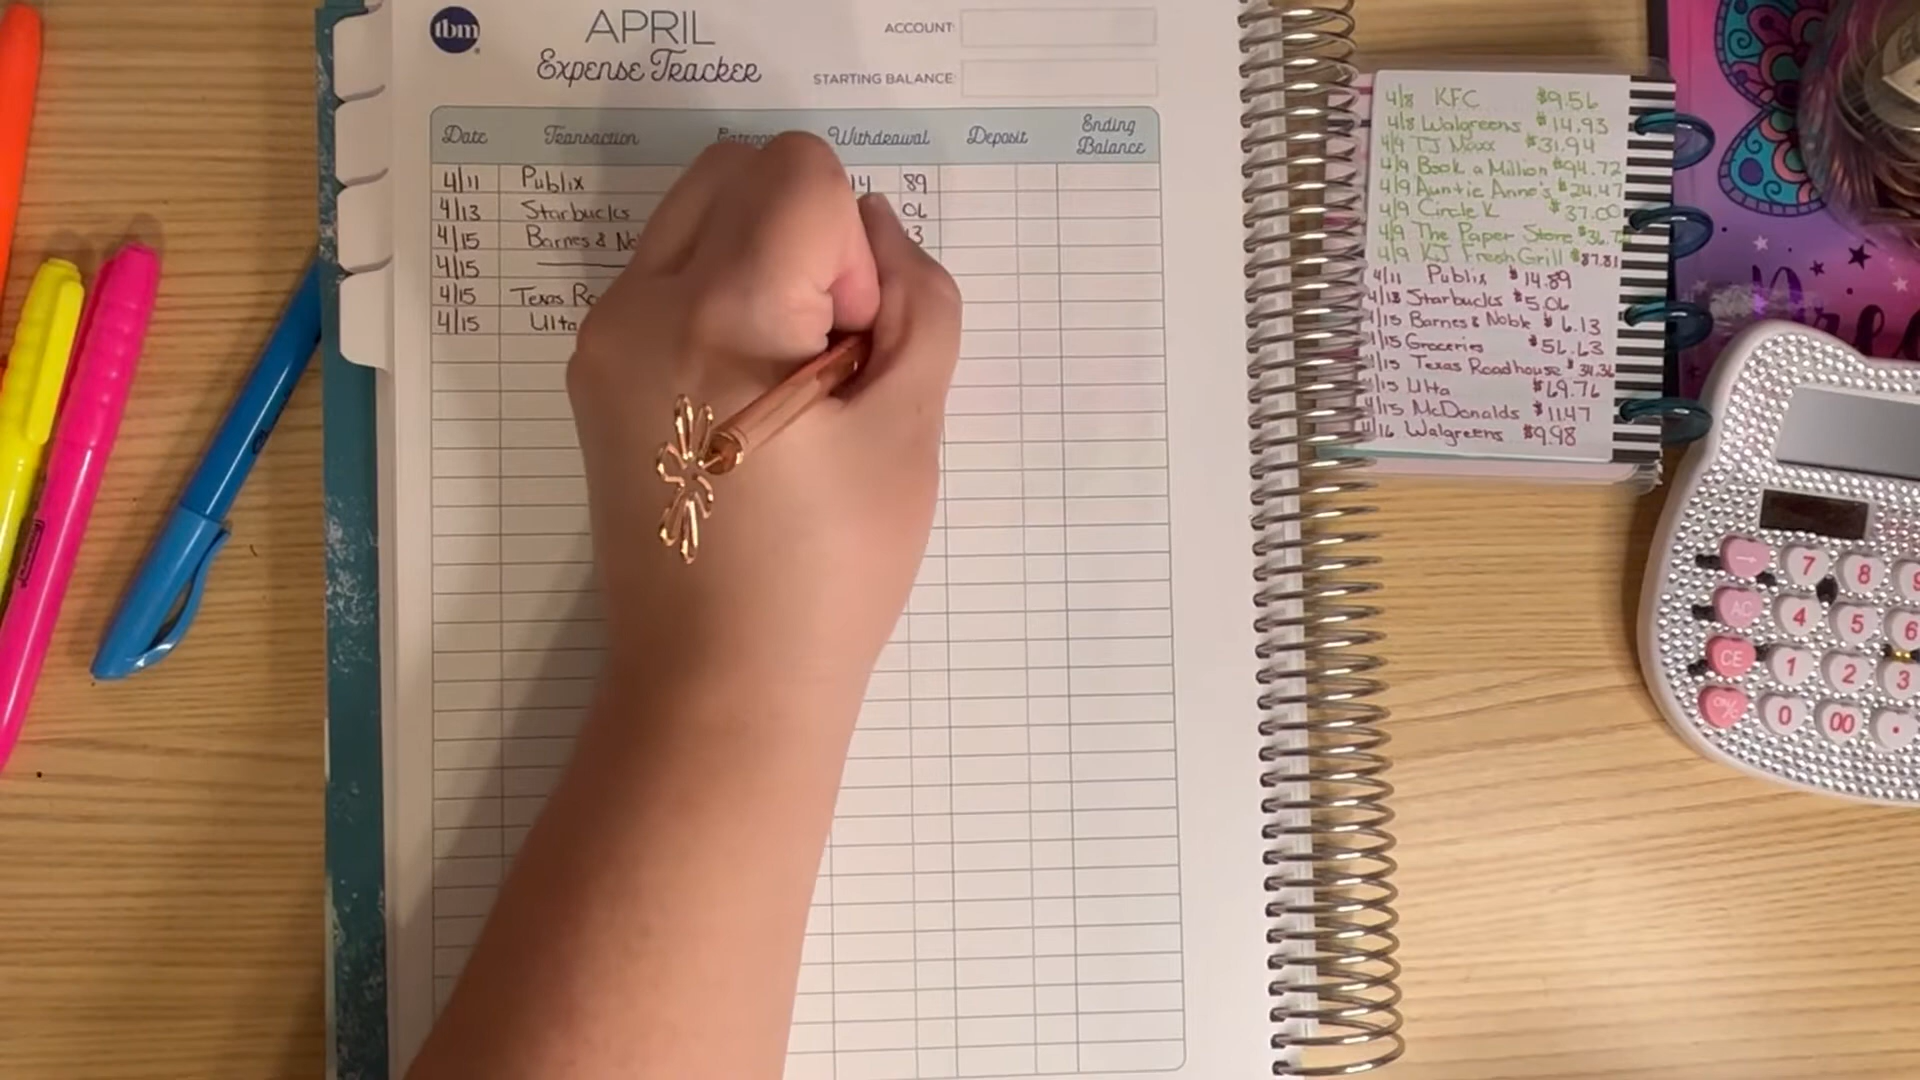 tbm
APRIL
Expense Tracker
ACCOUNT:
STARTING BALANCE:
Date Transaction Withdrawal Deposit Ending Balance
4/11 Publix 14 89
4/13 Starbucks 06
4/15 Barnes & 13
4/15
4/15 Texas
4/15 Ulta
4/8 KFC $9.56
4/8 Walgreens $14.93
4/9 TJ Maxx $31.94
4/9 Book a Million $94.72
4/9 Auntie Anne's $24.47
4/9 Circle K $37.00
4/9 The Paper Store
4/9 KJ Fresh Grill $87.81
4/11 Publix $14.89
4/13 Starbucks $5.06
4/15 Barnes & Noble $6.13
4/15 Groceries $56.63
4/15 Texas Roadhouse $34.36
4/15 Ulta $69.76
4/15 McDonalds $11.47
4/16 Walgreens $9.98
→ 7 8 9
AC 4 5 6
CE 1 2 3
0 00 .